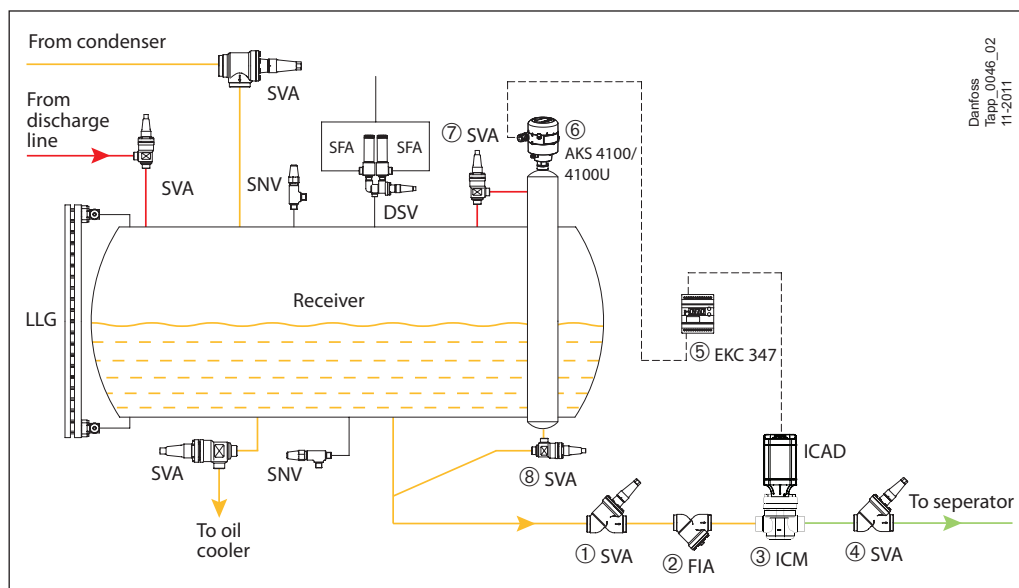 From condenser
SVA
From
discharge
line
SVA
SNV
SFA
SFA
DSV
⑦ SVA
⑥
AKS 4100/
4100U
Danfoss
Tapp_0046_02
11-2011
LLG
Receiver
⑤ EKC 347
SVA
SNV
⑧ SVA
ICAD
To oil
cooler
To seperator
① SVA
② FIA
③ ICM
④ SVA